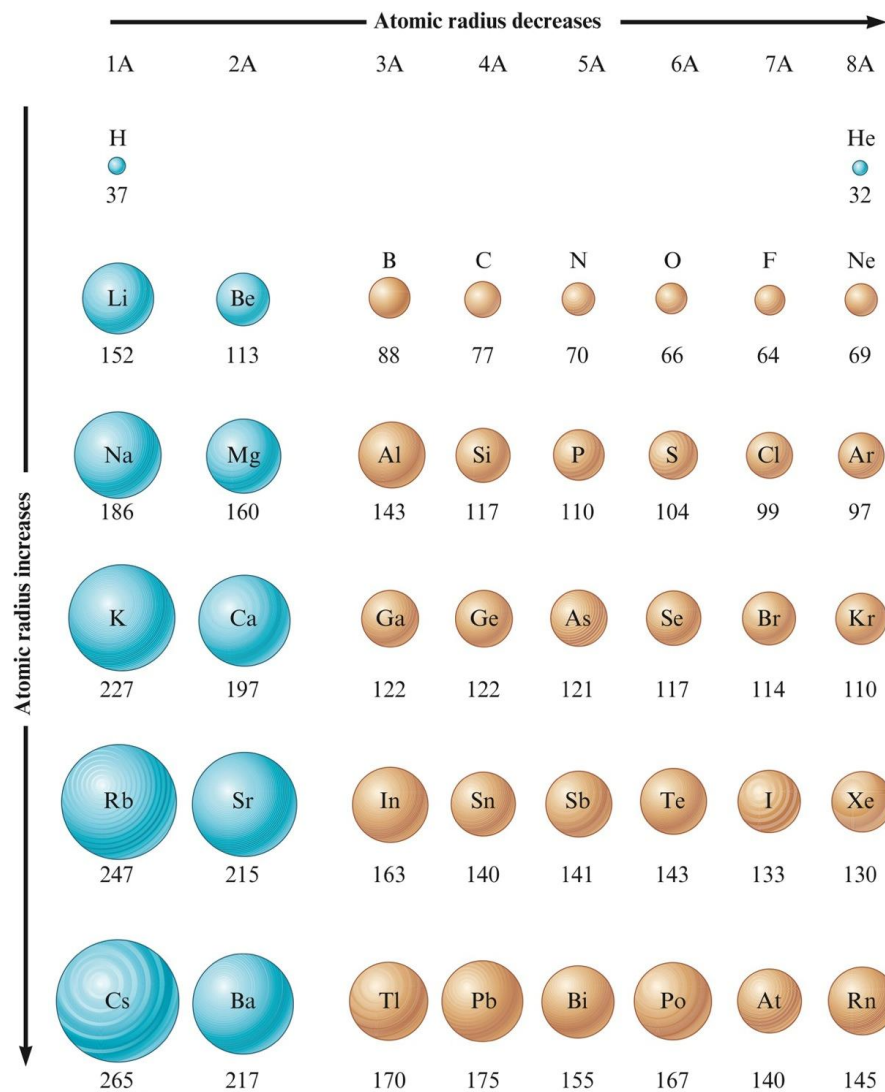 Atomic radius decreases
1A 2A 3A 4A 5A 6A 7A 8A
Atomic radius increases
H He
37 32
B C N O F Ne
Li Be
152 113 88 77 70 66 64 69
Na Mg Al Si P S Cl Ar
186 160 143 117 110 104 99 97
K Ca Ga Ge As Se Br Kr
227 197 122 122 121 117 114 110
Rb Sr In Sn Sb Te I Xe
247 215 163 140 141 143 133 130
Cs Ba Tl Pb Bi Po At Rn
265 217 170 175 155 167 140 145